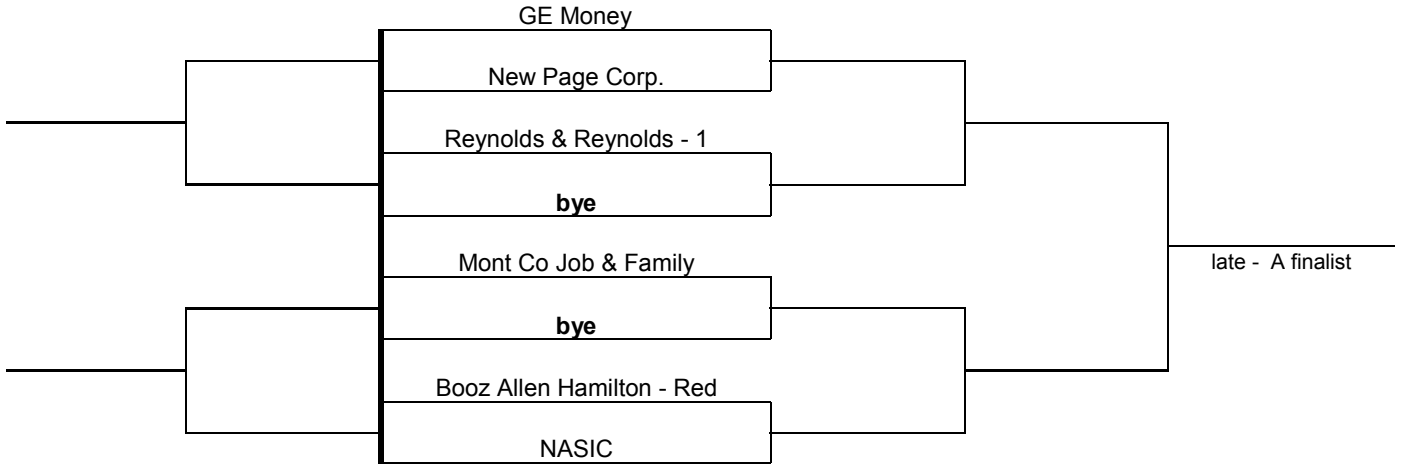 GE Money
New Page Corp.
Reynolds & Reynolds - 1
bye
Mont Co Job & Family
late -  A finalist
bye
Booz Allen Hamilton - Red
NASIC